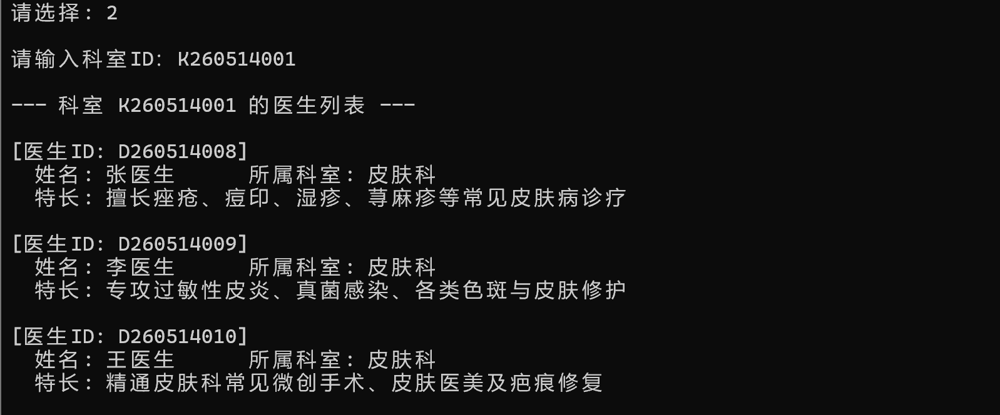 请选择: 2
请输入科室ID: K260514001
--- 科室 K260514001 的医生列表 ---
[医生ID: D260514008]
姓名: 张医生 所属科室: 皮肤科
特长: 擅长痤疮、痘印、湿疹、荨麻疹等常见皮肤病诊疗
[医生ID: D260514009]
姓名: 李医生 所属科室: 皮肤科
特长: 专攻过敏性皮炎、真菌感染、各类色斑与皮肤修护
[医生ID: D260514010]
姓名: 王医生 所属科室: 皮肤科
特长: 精通皮肤科常见微创手术、皮肤医美及疤痕修复